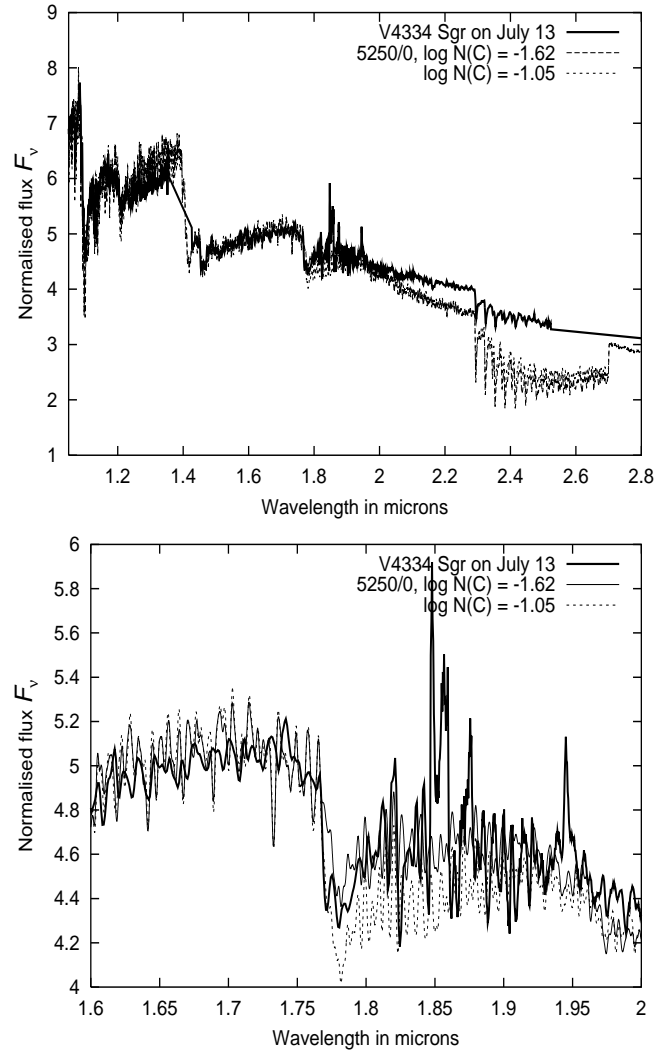 9
8
7
6
5
4
3
2
1
1.2 1.4 1.6 1.8 2 2.2 2.4 2.6 2.8
Normalised flux Fν
Wavelength in microns
V4334 Sgr on July 13
5250/0, log N(C) = -1.62
log N(C) = -1.05
6
5.8
5.6
5.4
5.2
5
4.8
4.6
4.4
4.2
4
1.6 1.65 1.7 1.75 1.8 1.85 1.9 1.95 2
Normalised flux Fν
Wavelength in microns
V4334 Sgr on July 13
5250/0, log N(C) = -1.62
log N(C) = -1.05